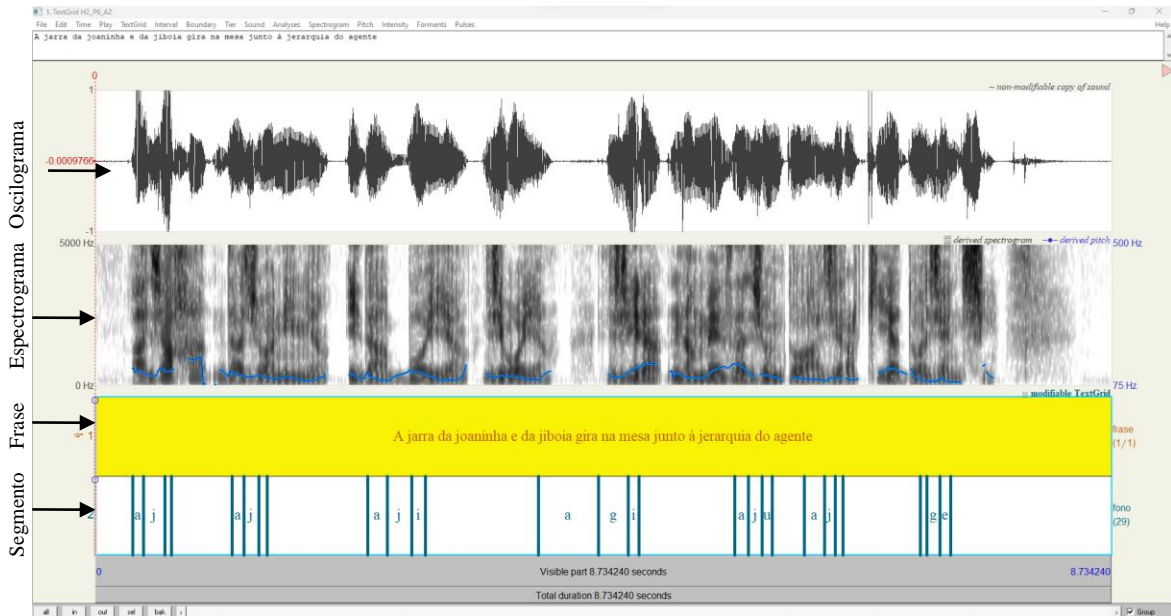 1. TextGrid H2_P6_A2
File Edit Time Play TextGrid Interval Boundary Tier Sound Analyses Spectrogram Pitch Intensity Formants Pulses Help
A jarra da joaninha e da jiboia gira na mesa junto à jerarquia do agente
0
1
~ non-modifiable copy of sound
-0.0009766
-1
Oscilograma
5000 Hz
derived spectrogram derived pitch 500 Hz
0 Hz
75 Hz
Espectrograma
modifiable TextGrid
Frase
1
A jarra da joaninha e da jiboia gira na mesa junto à jerarquia do agente
frase
(1/1)
Segmento
2
a j a j a j i a g i a j u a j g e
fono
(29)
0 Visible part 8.734240 seconds 8.734240
Total duration 8.734240 seconds
all in out sel bak Group